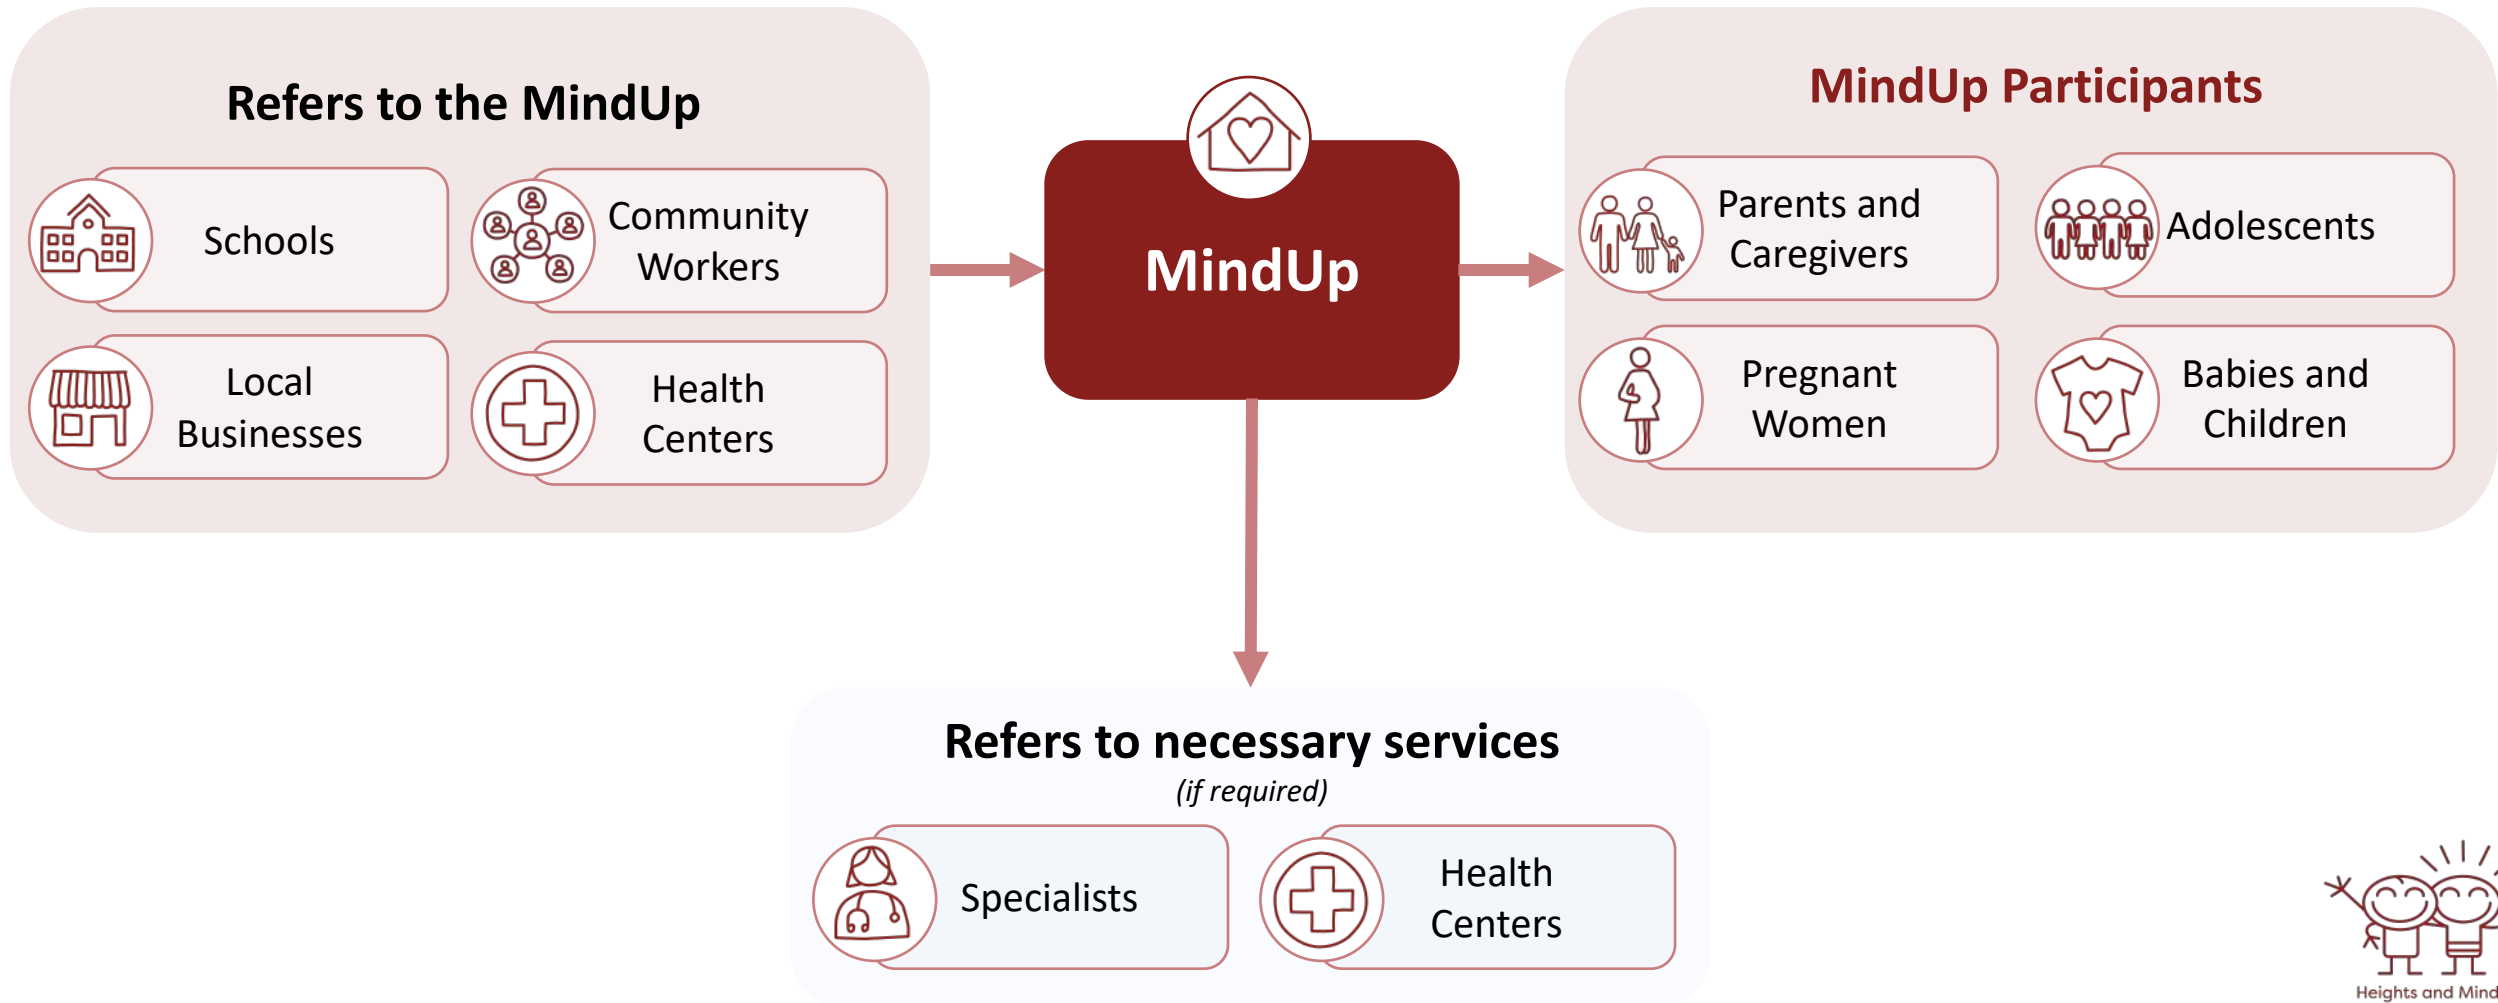 Refers to the MindUp
Schools
Community
Workers
Local
Businesses
Health
Centers
MindUp
MindUp Participants
Parents and
Caregivers
Adolescents
Pregnant
Women
Babies and
Children
Refers to necessary services
(if required)
Specialists
Health
Centers
Heights and Mind